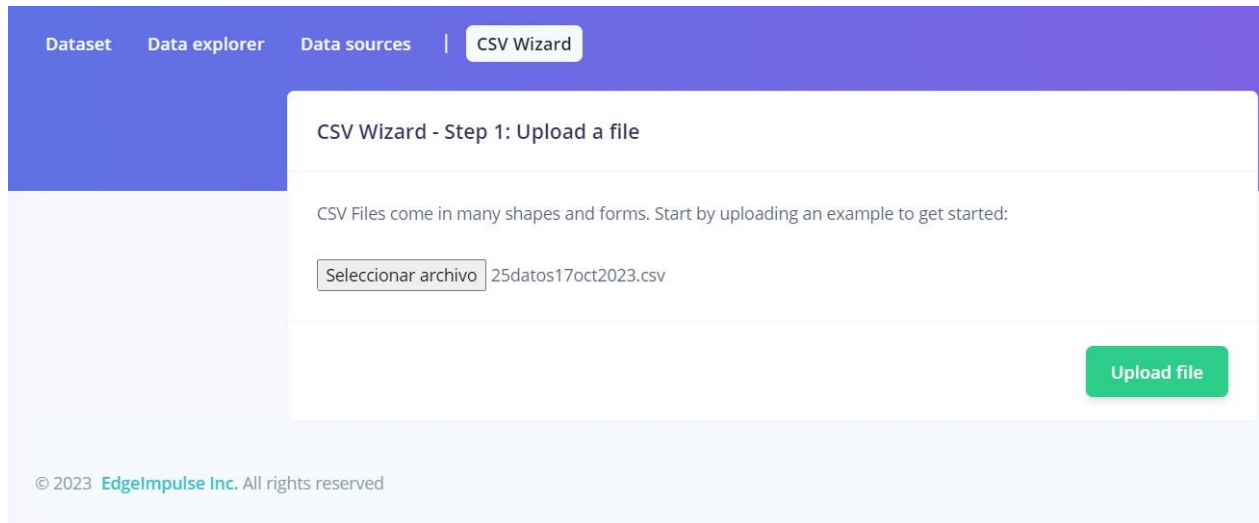 Dataset Data explorer Data sources | CSV Wizard
CSV Wizard - Step 1: Upload a file
CSV Files come in many shapes and forms. Start by uploading an example to get started:
Seleccionar archivo 25datos17oct2023.csv
Upload file
© 2023 EdgeImpulse Inc. All rights reserved